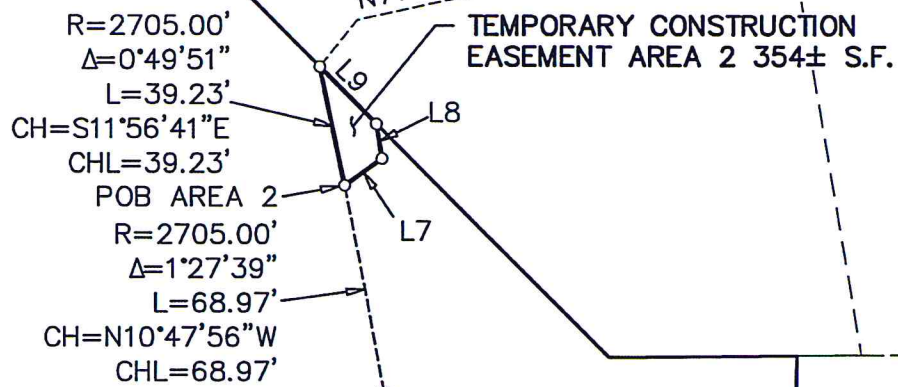 R=2705.00'
Δ=0°49'51"
L=39.23'
CH=S11°56'41"E
CHL=39.23'
POB AREA 2
R=2705.00'
Δ=1°27'39"
L=68.97'
CH=N10°47'56"W
CHL=68.97'
TEMPORARY CONSTRUCTION
EASEMENT AREA 2 354± S.F.
L9
L8
L7